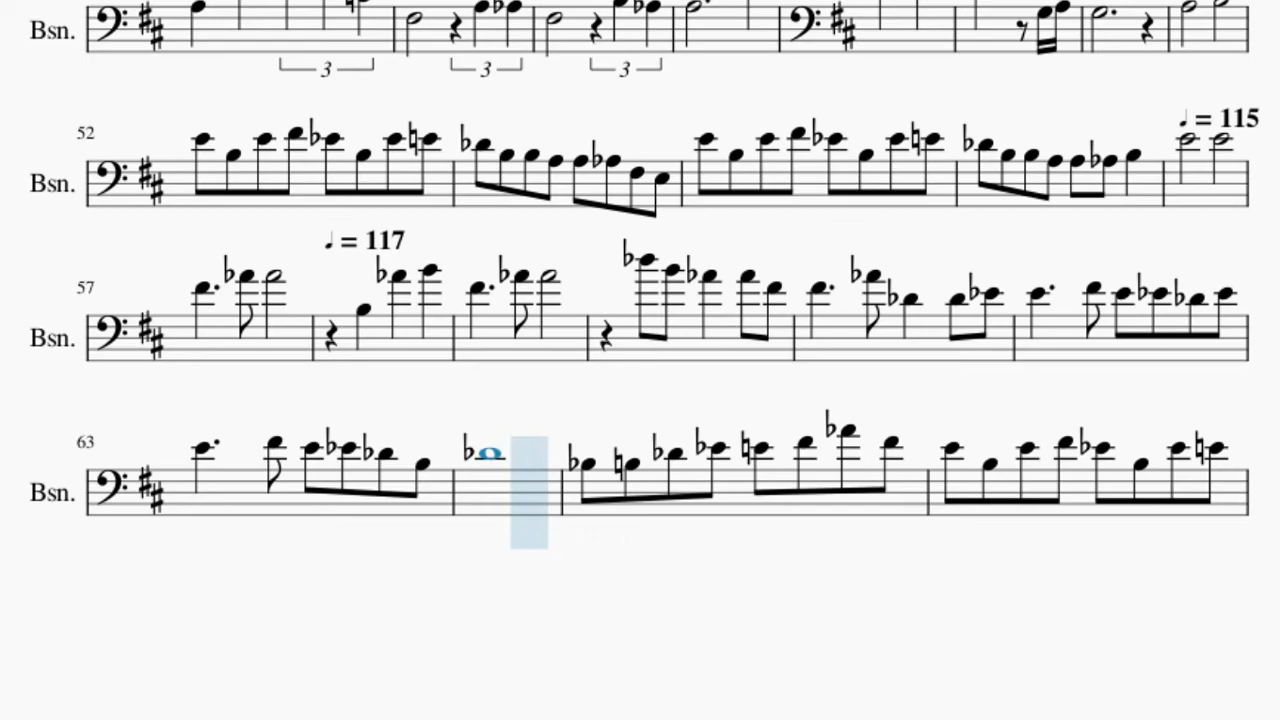 Bsn.
3 3 3
52
♩ = 115
Bsn.
♩ = 117
57
Bsn.
63
Bsn.